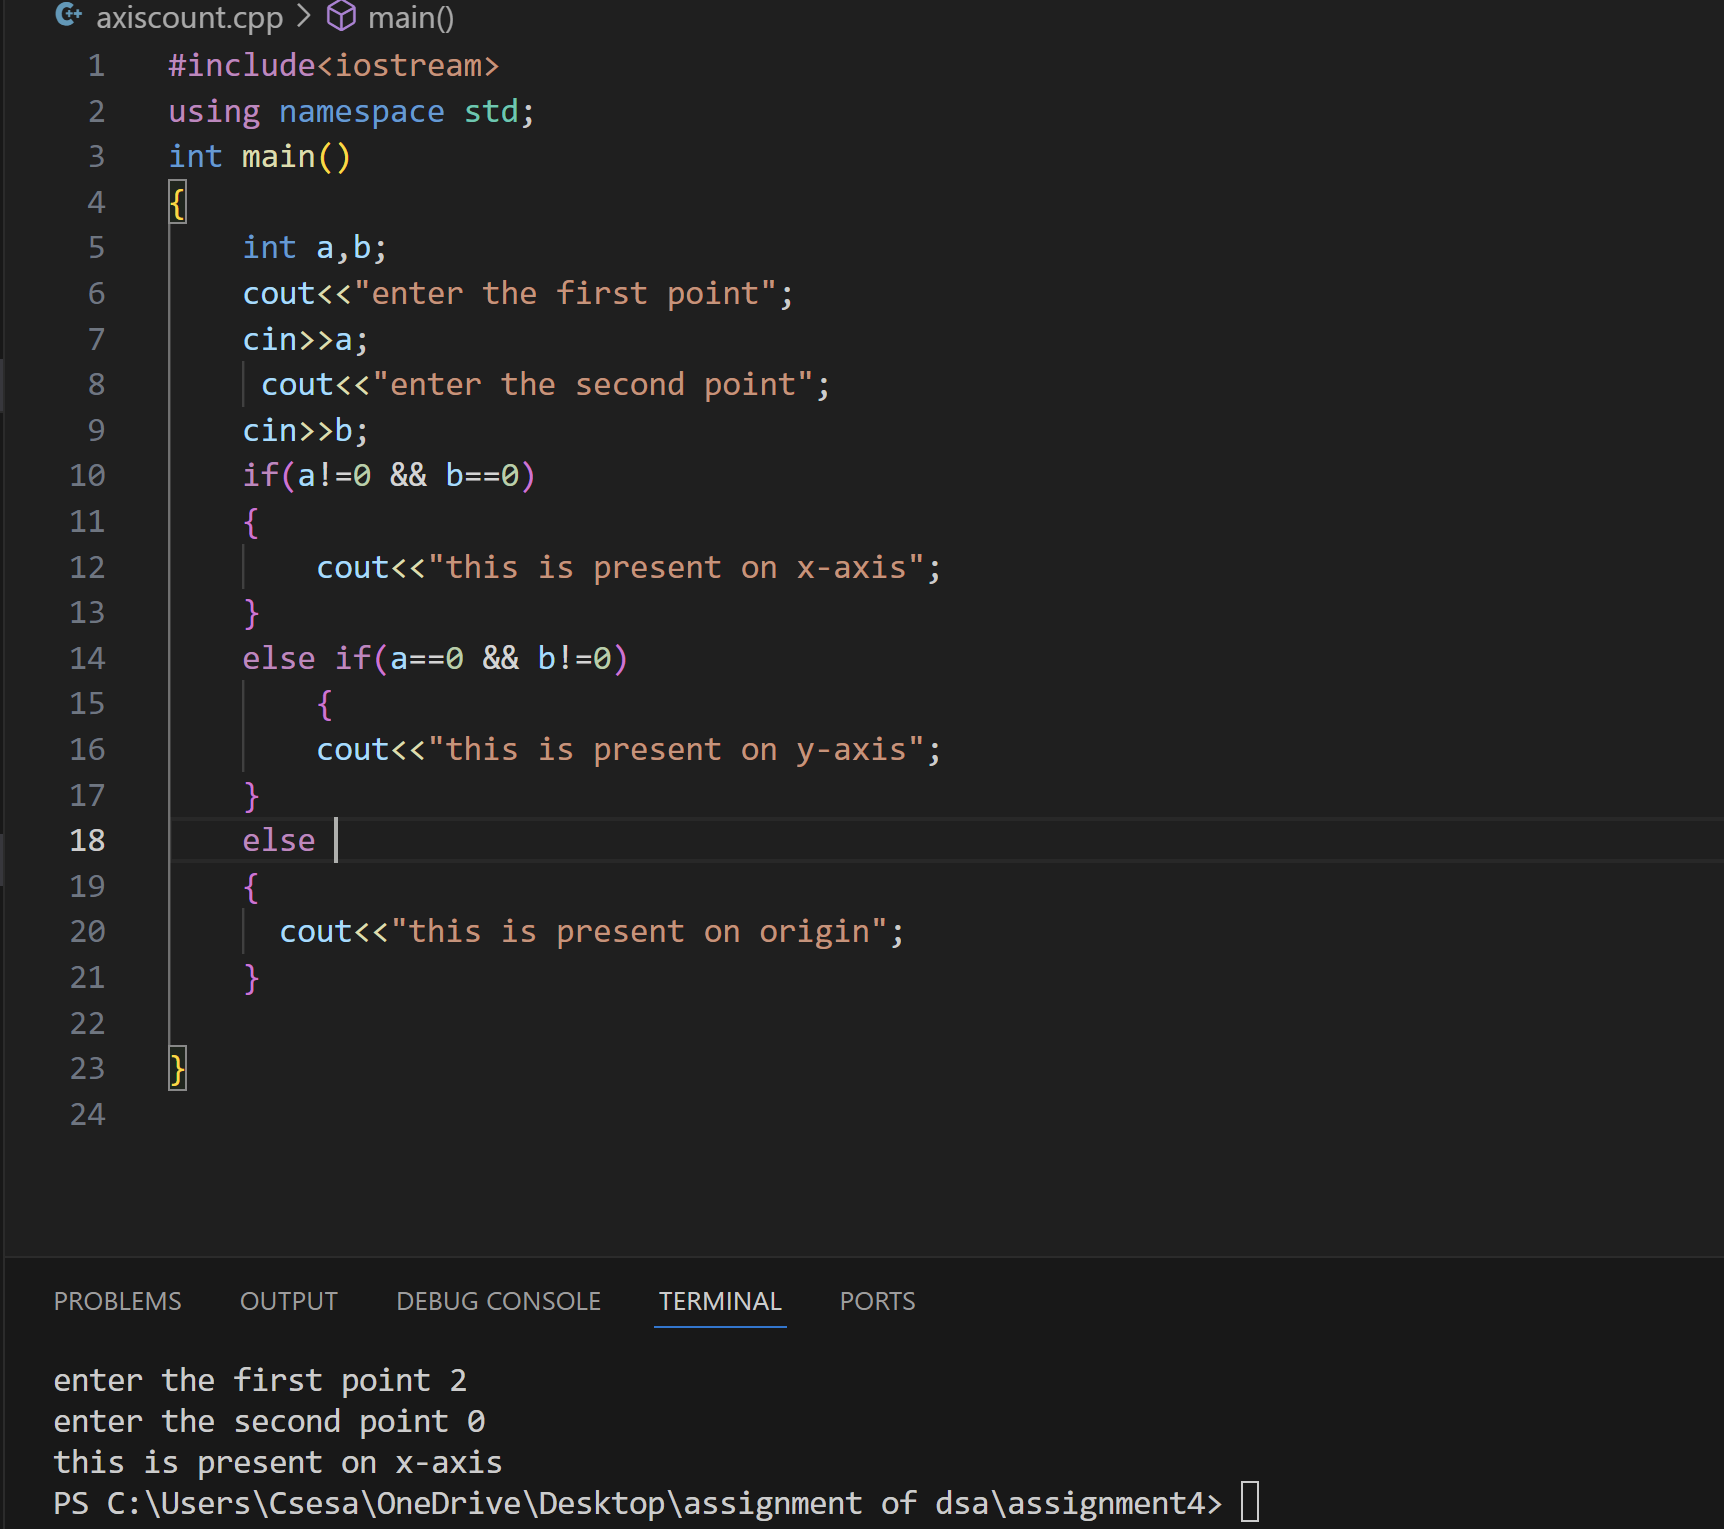 axiscount.cpp > main()
1 #include<iostream>
2 using namespace std;
3 int main()
4 {
5     int a,b;
6     cout<<"enter the first point";
7     cin>>a;
8      cout<<"enter the second point";
9     cin>>b;
10     if(a!=0 && b==0)
11     {
12         cout<<"this is present on x-axis";
13     }
14     else if(a==0 && b!=0)
15         {
16         cout<<"this is present on y-axis";
17     }
18     else
19     {
20       cout<<"this is present on origin";
21     }
22
23 }
24
PROBLEMS OUTPUT DEBUG CONSOLE TERMINAL PORTS
enter the first point 2
enter the second point 0
this is present on x-axis
PS C:\Users\Csesa\OneDrive\Desktop\assignment of dsa\assignment4>